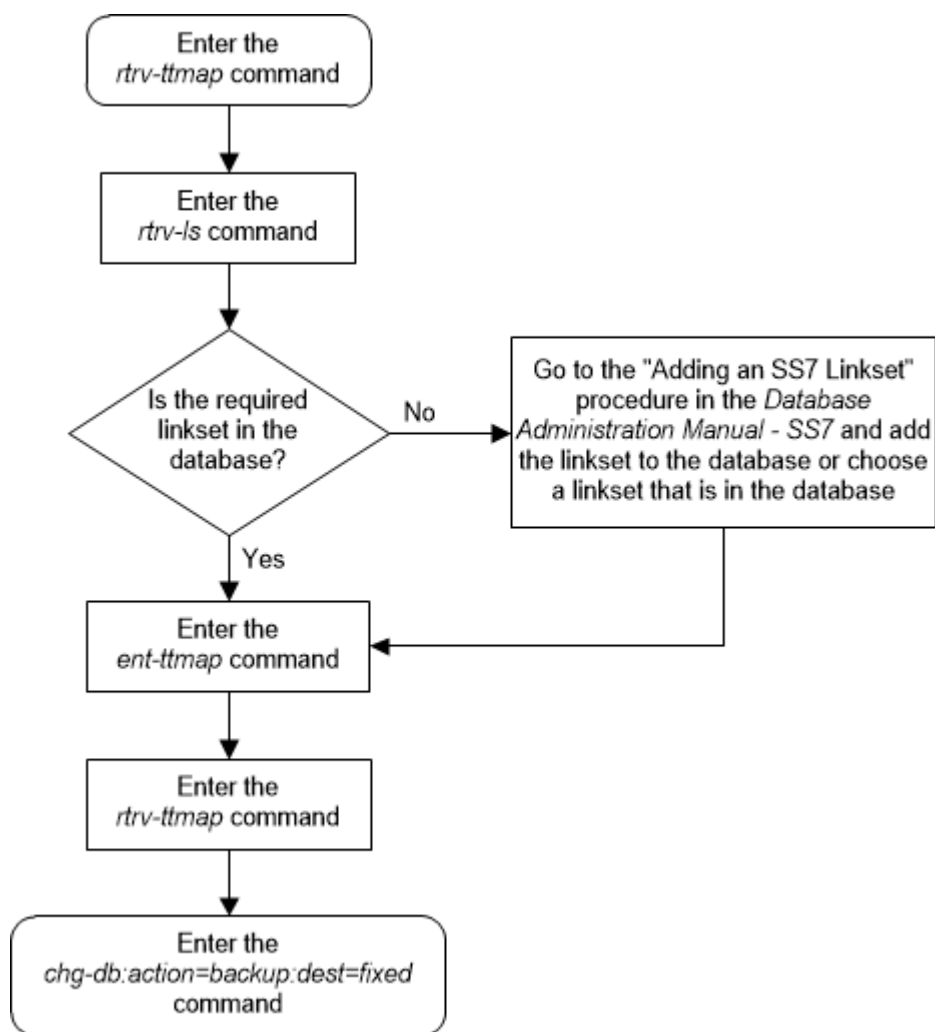 Enter the
rtrv-ttmap command
Enter the
rtrv-ls command
Is the required
linkset in the
database?
No
Go to the "Adding an SS7 Linkset"
procedure in the Database
Administration Manual - SS7 and add
the linkset to the database or choose
a linkset that is in the database
Yes
Enter the
ent-ttmap command
Enter the
rtrv-ttmap command
Enter the
chg-db:action=backup:dest=fixed
command